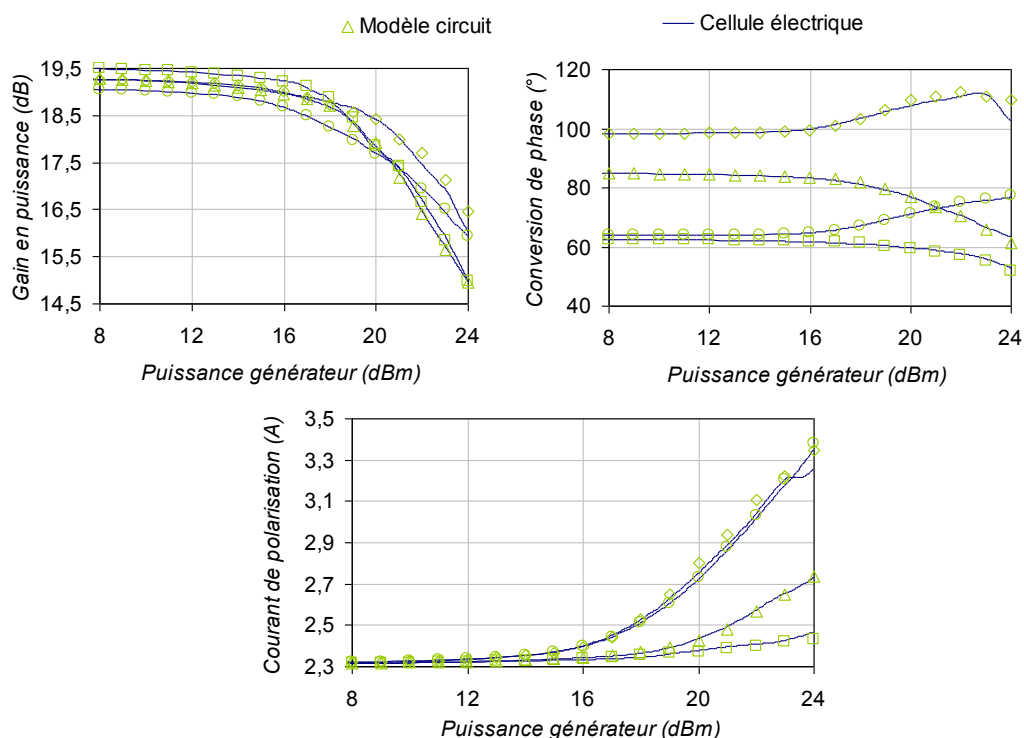 Modèle circuit
Cellule électrique
Gain en puissance (dB)
19,5
18,5
17,5
16,5
15,5
14,5
8 12 16 20 24
Puissance générateur (dBm)
Conversion de phase (°)
120
100
80
60
40
8 12 16 20 24
Puissance générateur (dBm)
Courant de polarisation (A)
3,5
3,3
3,1
2,9
2,7
2,5
2,3
8 12 16 20 24
Puissance générateur (dBm)